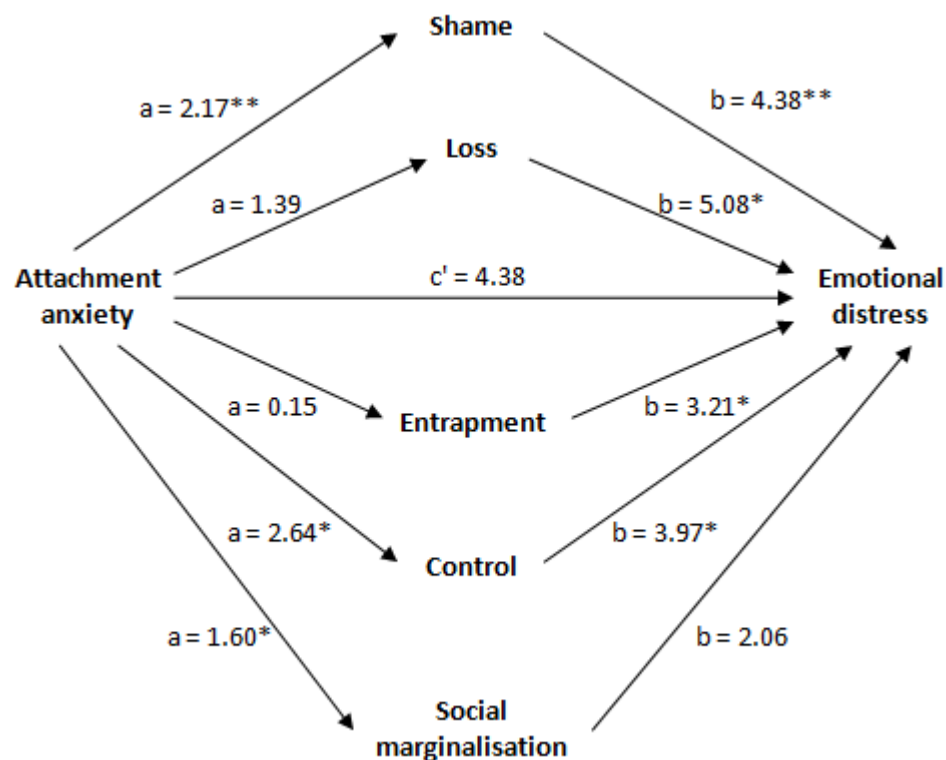 Shame
a = 2.17**
b = 4.38**
Loss
a = 1.39
b = 5.08*
Attachment
anxiety
c' = 4.38
Emotional
distress
a = 0.15
Entrapment
b = 3.21*
a = 2.64*
Control
b = 3.97*
a = 1.60*
b = 2.06
Social
marginalisation